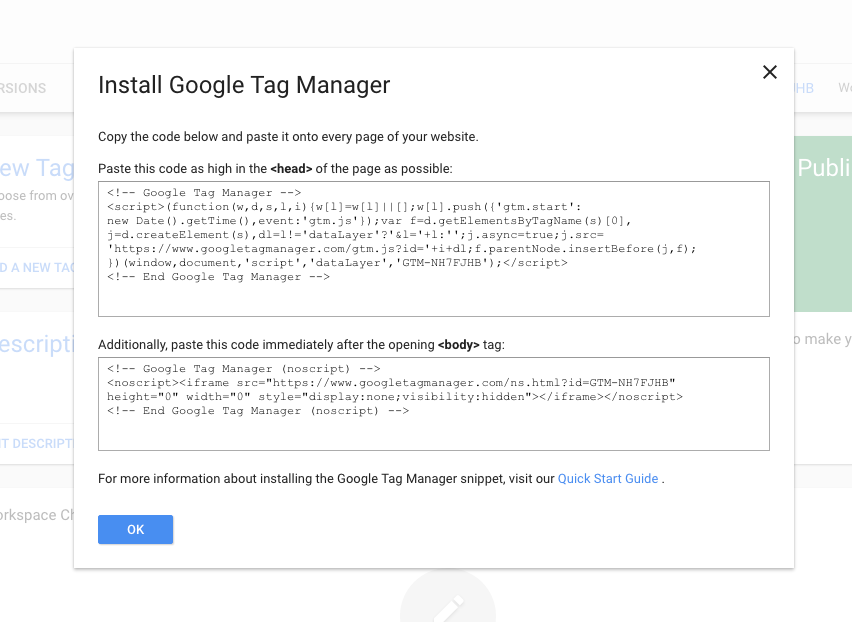 Install Google Tag Manager
Copy the code below and paste it onto every page of your website.
Paste this code as high in the <head> of the page as possible:
<!-- Google Tag Manager -->
<script>(function(w,d,s,l,i){w[l]=w[l]||[];w[l].push({'gtm.start':
new Date().getTime(),event:'gtm.js'});var f=d.getElementsByTagName(s)[0],
j=d.createElement(s),dl=l!='dataLayer'?'&l='+l:'';j.async=true;j.src=
'https://www.googletagmanager.com/gtm.js?id='+i+dl;f.parentNode.insertBefore(j,f);
})(window,document,'script','dataLayer','GTM-NH7FJHB');</script>
<!-- End Google Tag Manager -->
Additionally, paste this code immediately after the opening <body> tag:
<!-- Google Tag Manager (noscript) -->
<noscript><iframe src="https://www.googletagmanager.com/ns.html?id=GTM-NH7FJHB"
height="0" width="0" style="display:none;visibility:hidden"></iframe></noscript>
<!-- End Google Tag Manager (noscript) -->
For more information about installing the Google Tag Manager snippet, visit our Quick Start Guide .
OK
RSIONS
JHB
ew Tag
oose from ov
es.
D A NEW TAG
Publi
escripti
o make y
IT DESCRIPT
orkspace Ch